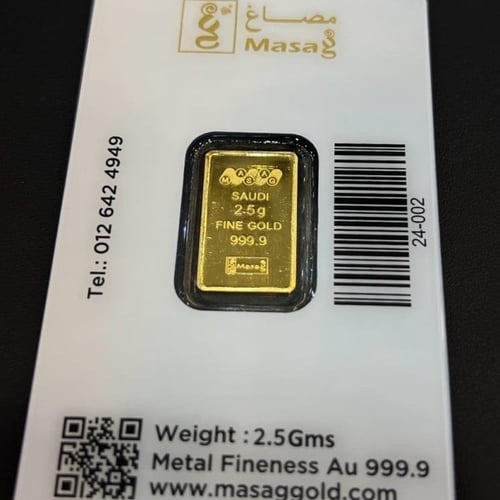 مصاغ
Masag
Tel.: 012 642 4949
MASAG
SAUDI
2.5g
FINE GOLD
999.9
Masag
24-002
Weight : 2.5Gms
Metal Fineness Au 999.9
www.masaggold.com